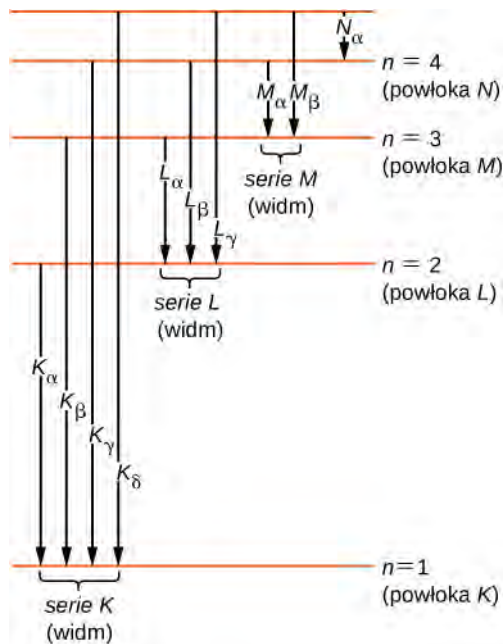 Nα
n = 4
(powłoka N)
Mα
Mβ
n = 3
(powłoka M)
serie M
(widm)
Lα
Lβ
Lγ
n = 2
(powłoka L)
serie L
(widm)
Kα
Kβ
Kγ
Kδ
n=1
(powłoka K)
serie K
(widm)